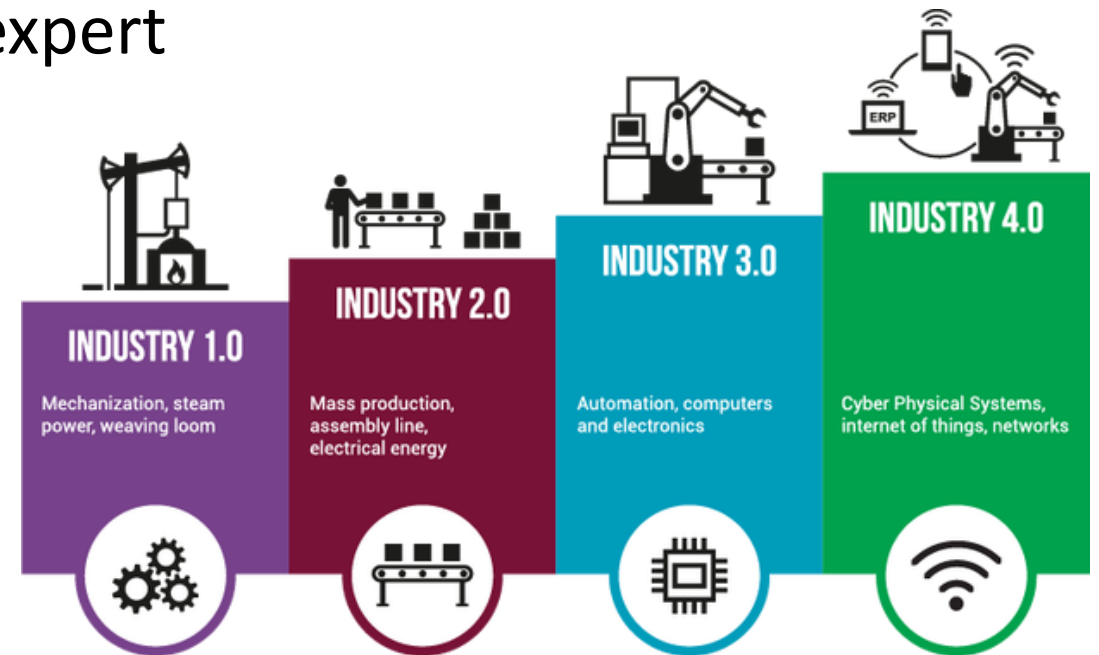 expert
ERP
INDUSTRY 1.0
Mechanization, steam
power, weaving loom
INDUSTRY 2.0
Mass production,
assembly line,
electrical energy
INDUSTRY 3.0
Automation, computers
and electronics
INDUSTRY 4.0
Cyber Physical Systems,
internet of things, networks